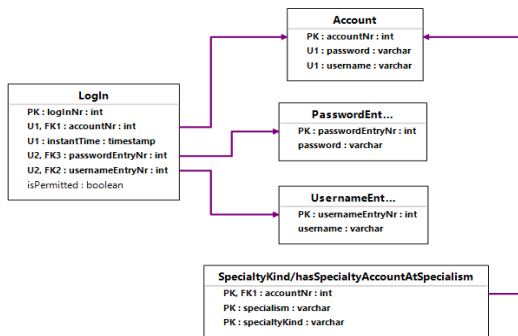 Account
PK : accountNr : int
U1 : password : varchar
U1 : username : varchar
LogIn
PK : logInNr : int
U1, FK1 : accountNr : int
U1 : instantTime : timestamp
U2, FK3 : passwordEntryNr : int
U2, FK2 : usernameEntryNr : int
isPermitted : boolean
PasswordEnt...
PK : passwordEntryNr : int
password : varchar
UsernameEnt...
PK : usernameEntryNr : int
username : varchar
SpecialtyKind/hasSpecialtyAccountAtSpecialism
PK, FK1 : accountNr : int
PK : specialism : varchar
PK : specialtyKind : varchar